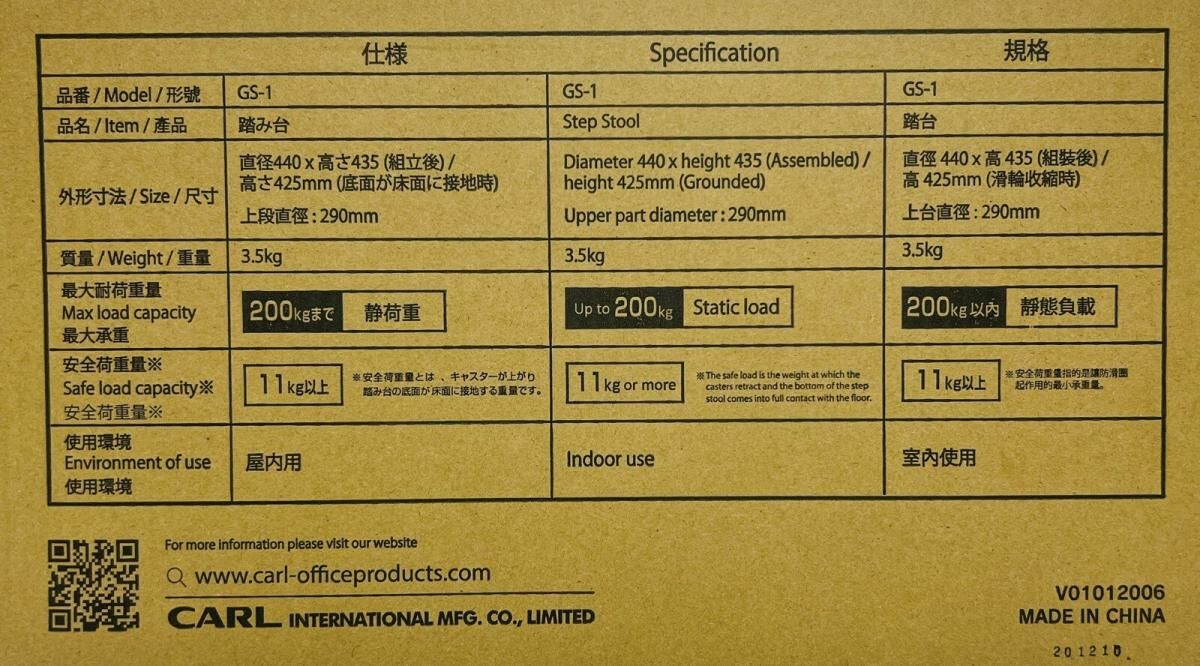 仕様 Specification 規格
品番 / Model / 形號 GS-1 GS-1 GS-1
品名 / Item / 產品 踏み台 Step Stool 踏台
外形寸法 / Size / 尺寸
直径440 x 高さ435 (組立後) /
高さ425mm (底面が床面に接地時)
上段直徑 : 290mm
Diameter 440 x height 435 (Assembled) /
height 425mm (Grounded)
Upper part diameter : 290mm
直徑 440 x 高 435 (組裝後) /
高 425mm (滑輪收縮時)
上台直徑 : 290mm
質量 / Weight / 重量 3.5kg 3.5kg 3.5kg
最大耐荷重量
Max load capacity
最大承重
200kgまで 静荷重
Up to 200kg Static load
200kg以內 靜態負載
安全荷重量※
Safe load capacity※
安全荷重量※
11kg以上
※安全荷重量とは 、キャスターが上がり
踏み台の底面が床面に接地する重量です。
11kg or more
※The safe load is the weight at which the
casters retract and the bottom of the step
stool comes into full contact with the floor.
11kg以上
※安全荷重量指的是讓防滑圈
起作用的最小承重量。
使用環境
Environment of use
使用環境
屋内用 Indoor use 室內使用
For more information please visit our website
www.carl-officeproducts.com
CARL INTERNATIONAL MFG. CO., LIMITED
V01012006
MADE IN CHINA